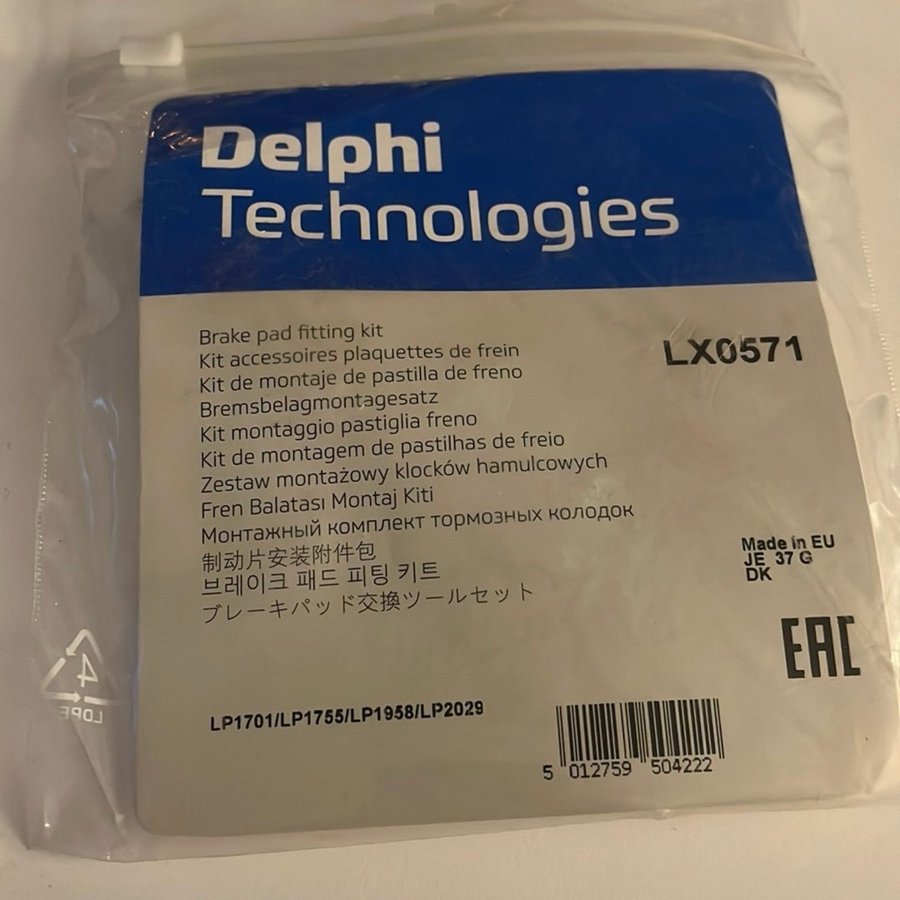 Delphi
Technologies
Brake pad fitting kit
Kit accessoires plaquettes de frein
Kit de montaje de pastilla de freno
Bremsbelagmontagesatz
Kit montaggio pastiglia freno
Kit de montagem de pastilhas de freio
Zestaw montażowy klocków hamulcowych
Fren Balatası Montaj Kiti
Монтажный комплект тормозных колодок
制动片安装附件包
브레이크 패드 피팅 키트
ブレーキパッド交換ツールセット
LX0571
Made in EU
JE 37 G
DK
EAC
4
LDPE
LP1701/LP1755/LP1958/LP2029
5 012759 504222